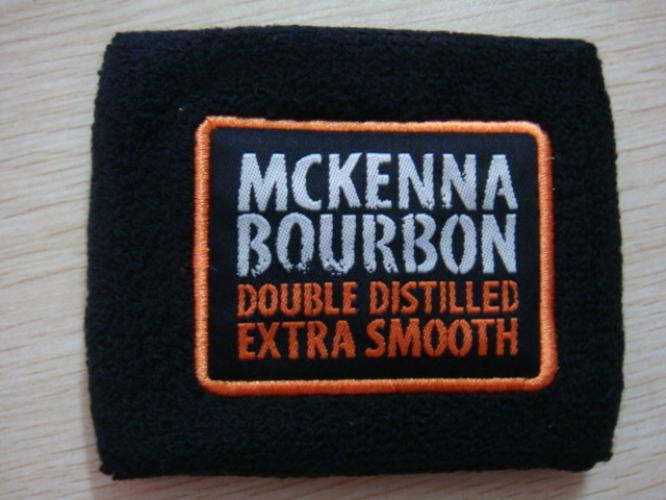 MCKENNA
BOURBON
DOUBLE DISTILLED
EXTRA SMOOTH